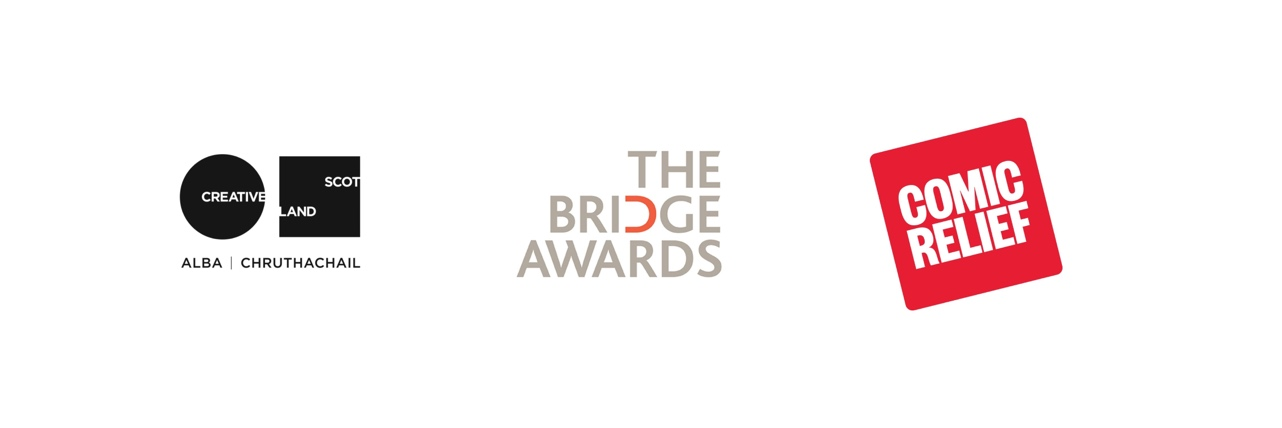 CREATIVE SCOT
LAND
ALBA | CHRUTHACHAIL
THE
BRIDGE
AWARDS
COMIC
RELIEF